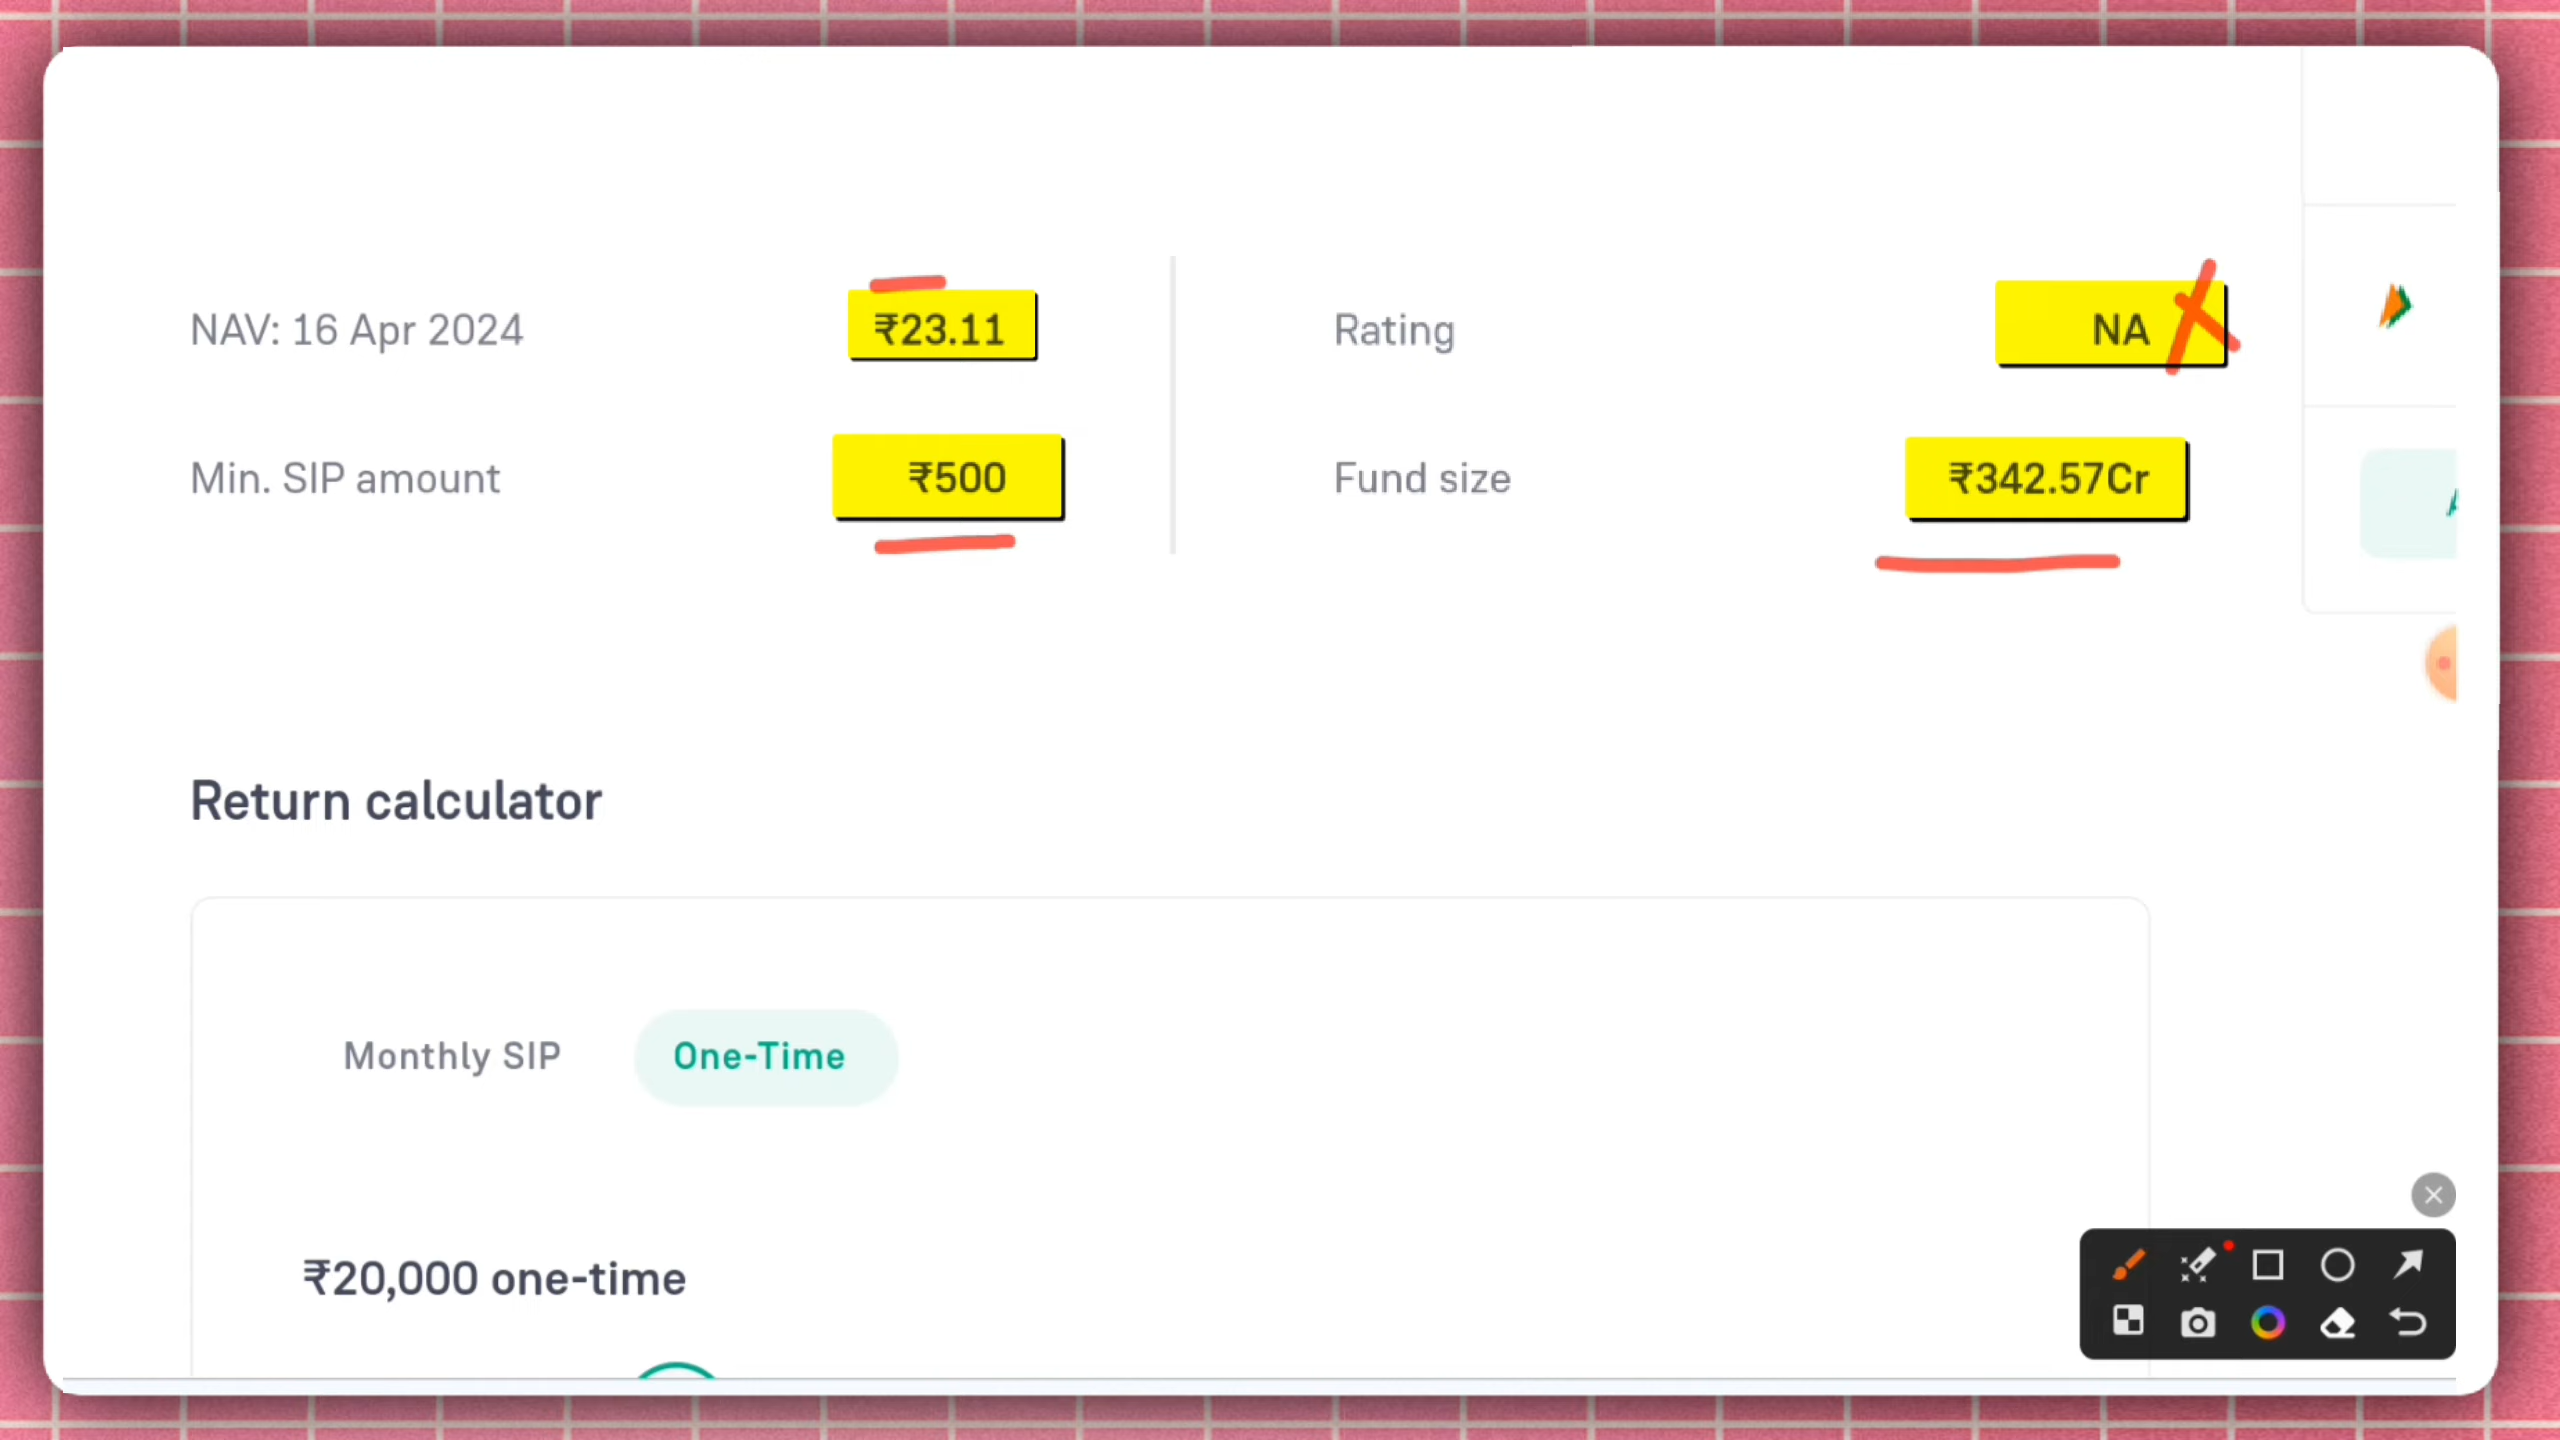 NAV: 16 Apr 2024 ₹23.11
Rating NA
Min. SIP amount ₹500
Fund size ₹342.57Cr
Return calculator
Monthly SIP One-Time
₹20,000 one-time